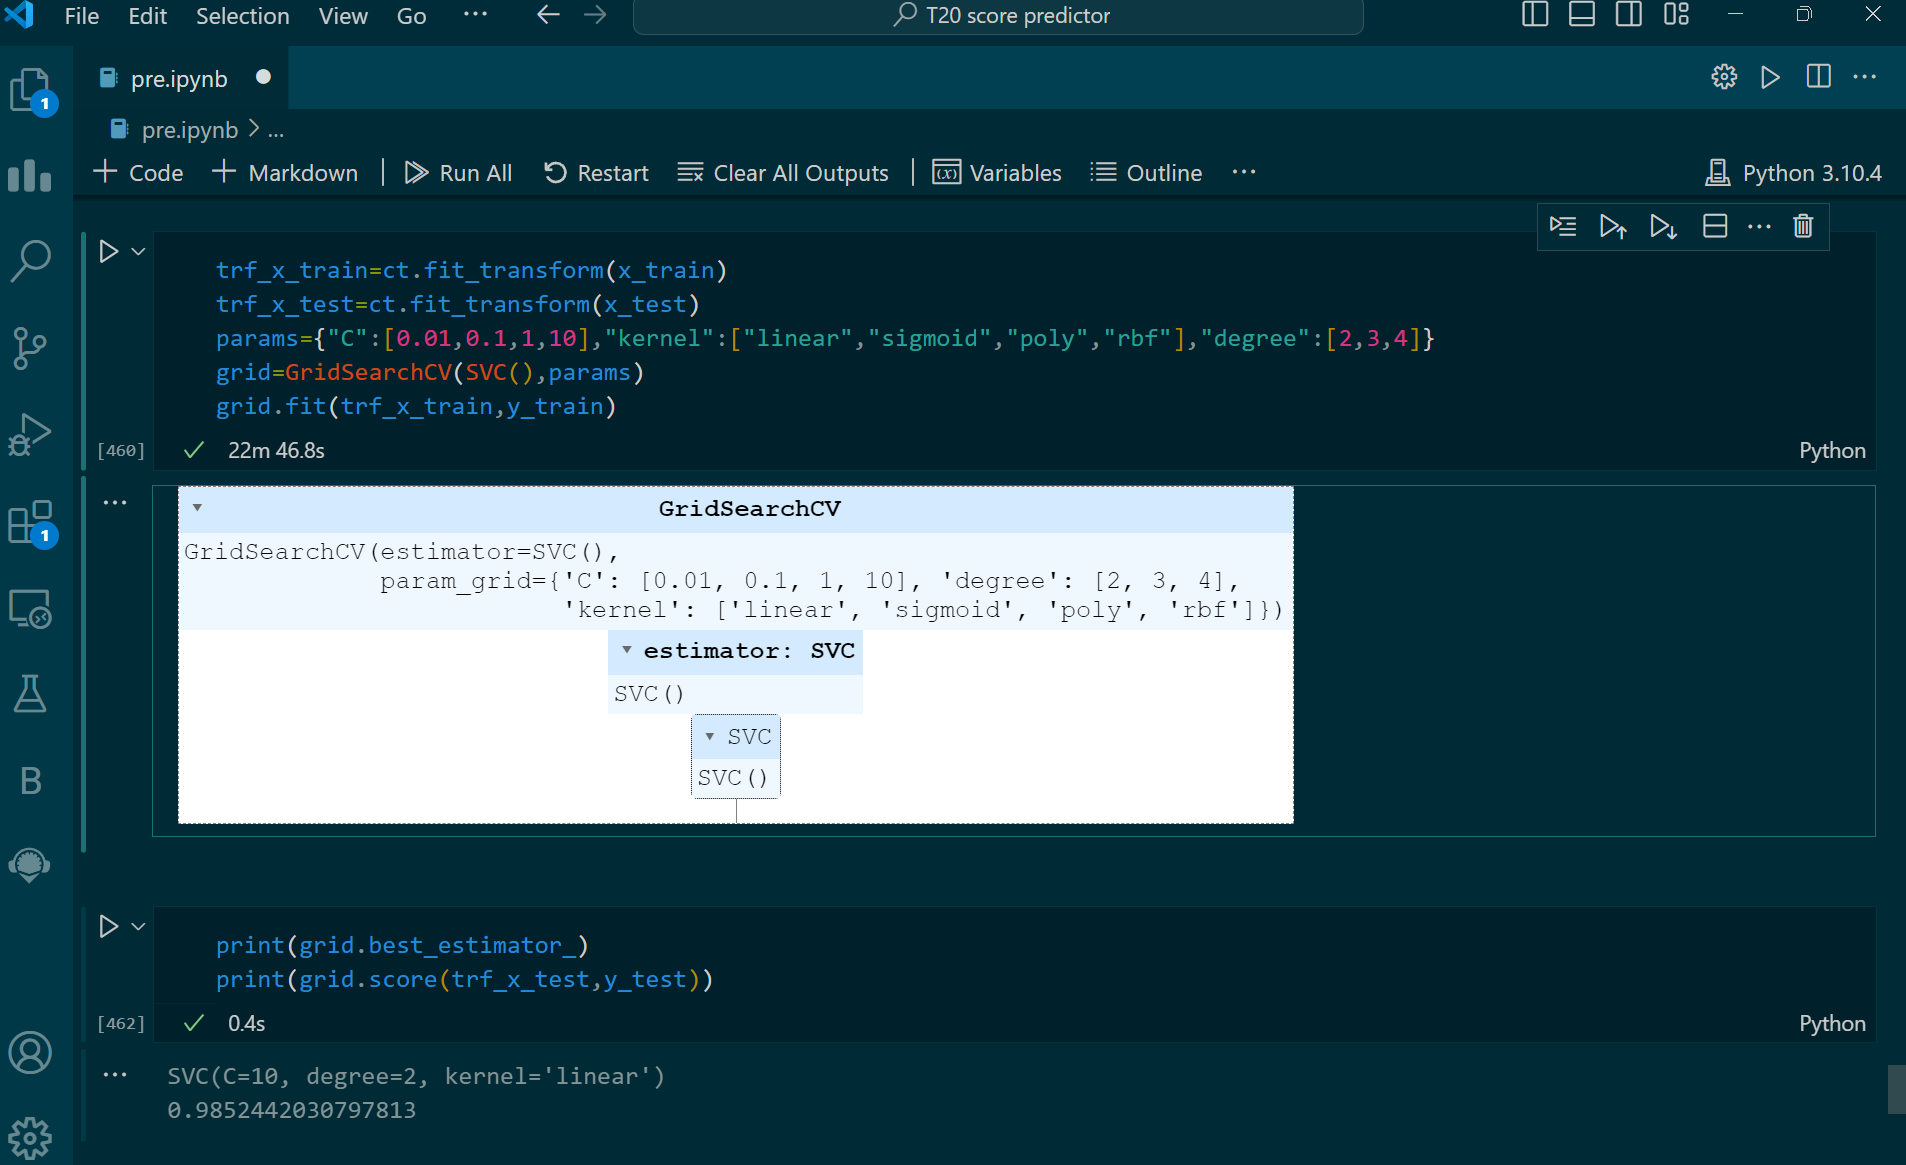 File Edit Selection View Go ···
T20 score predictor
pre.ipynb
pre.ipynb > ...
Code Markdown Run All Restart Clear All Outputs Variables Outline ··· Python 3.10.4
trf_x_train=ct.fit_transform(x_train)
trf_x_test=ct.fit_transform(x_test)
params={"C":[0.01,0.1,1,10],"kernel":["linear","sigmoid","poly","rbf"],"degree":[2,3,4]}
grid=GridSearchCV(SVC(),params)
grid.fit(trf_x_train,y_train)
[460] 22m 46.8s Python
GridSearchCV
GridSearchCV(estimator=SVC(),
param_grid={'C': [0.01, 0.1, 1, 10], 'degree': [2, 3, 4],
'kernel': ['linear', 'sigmoid', 'poly', 'rbf']})
estimator: SVC
SVC()
SVC
SVC()
print(grid.best_estimator_)
print(grid.score(trf_x_test,y_test))
[462] 0.4s Python
SVC(C=10, degree=2, kernel='linear')
0.9852442030797813
1
1
B